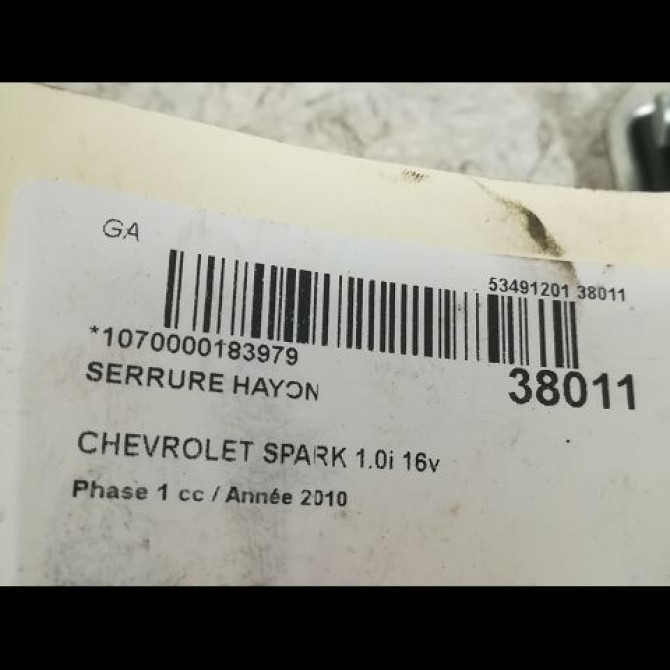 GA
53491201 38011
*1070000183979
SERRURE HAYON
38011
CHEVROLET SPARK 1.0i 16v
Phase 1 cc / Année 2010